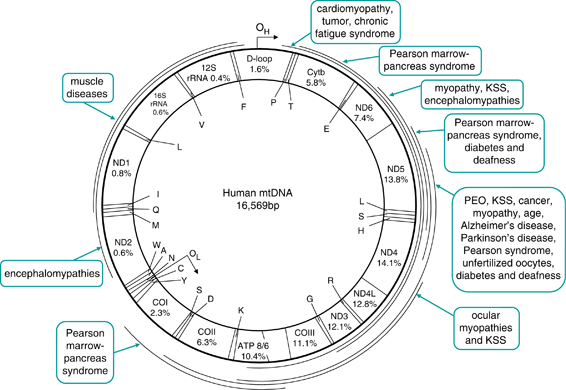 cardiomyopathy,
tumor, chronic
fatigue syndrome
Pearson marrow-
pancreas syndrome
myopathy, KSS,
encephalomypathies
Pearson marrow-
pancreas syndrome,
diabetes and
deafness
PEO, KSS, cancer,
myopathy, age,
Alzheimer's disease,
Parkinson's disease,
Pearson syndrome,
unfertilized oocytes,
diabetes and deafness
ocular
myopathies
and KSS
Pearson
marrow-
pancreas
syndrome
encephalomypathies
muscle
diseases
OH
D-loop
1.6%
Cytb
5.8%
ND6
7.4%
ND5
13.8%
ND4
14.1%
ND4L
12.8%
ND3
12.1%
COIII
11.1%
ATP 8/6
10.4%
COII
6.3%
COI
2.3%
ND2
0.6%
ND1
0.8%
16S
rRNA
0.6%
12S
rRNA 0.4%
F
P
T
E
L
S
H
R
G
K
D
S
Y
C
N
A
W
OL
M
Q
I
L
V
Human mtDNA
16,569bp